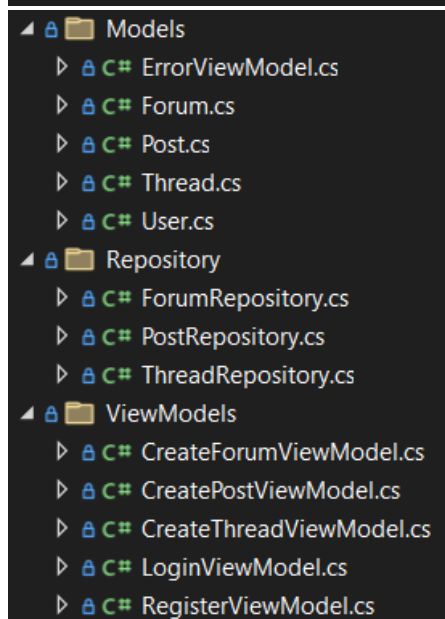 Models
C# ErrorViewModel.cs
C# Forum.cs
C# Post.cs
C# Thread.cs
C# User.cs
Repository
C# ForumRepository.cs
C# PostRepository.cs
C# ThreadRepository.cs
ViewModels
C# CreateForumViewModel.cs
C# CreatePostViewModel.cs
C# CreateThreadViewModel.cs
C# LoginViewModel.cs
C# RegisterViewModel.cs